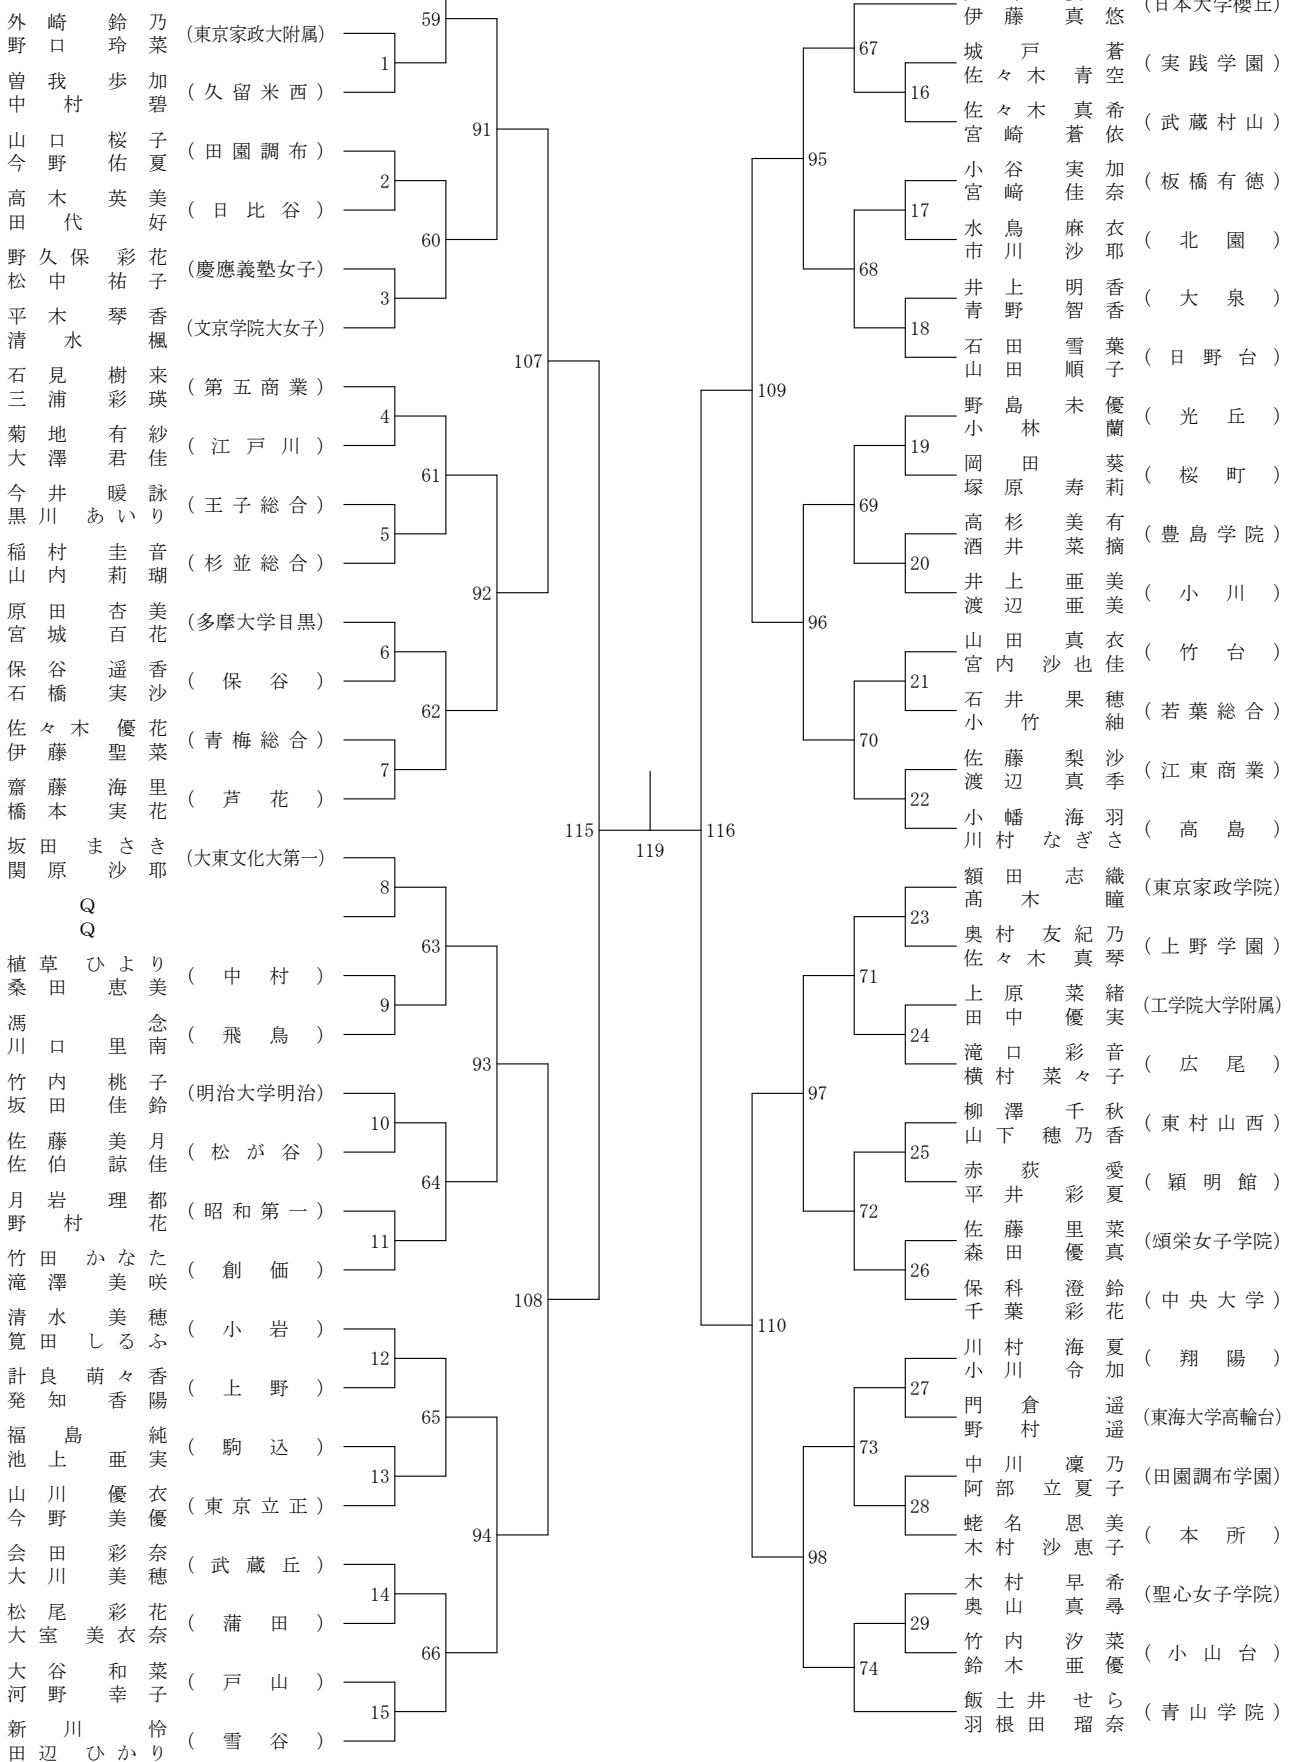 外崎 鈴乃
野口 玲菜
(東京家政大附属)
曽我 歩加
中村 碧
(久留米西)
山口 桜子
今野 佑夏
(田園調布)
高木 英美
田代 好
(日比谷)
野久保 彩花
松中 祐子
(慶應義塾女子)
平木 琴香
清水 楓
(文京学院大女子)
石見 樹来
三浦 彩瑛
(第五商業)
菊地 有紗
大澤 君佳
(江戸川)
今井 暖詠
黒川 あいり
(王子総合)
稲村 圭音
山内 莉瑚
(杉並総合)
原田 杏美
宮城 百花
(多摩大学目黒)
保谷 遥香
石橋 実沙
(保谷)
佐々木 優花
伊藤 聖菜
(青梅総合)
齋藤 海里
橋本 実花
(芦花)
坂田 まさき
関原 沙耶
(大東文化大第一)
Q
Q
植草 ひより
桑田 恵美
(中村)
馮 念
川口 里南
(飛鳥)
竹内 桃子
坂田 佳鈴
(明治大学明治)
佐藤 美月
佐伯 諒佳
(松が谷)
月岩 理都
野村 花
(昭和第一)
竹田 かなた
滝澤 美咲
(創価)
清水 美穂
筧田 しるふ
(小岩)
計良 萌々香
発知 香陽
(上野)
福島 純
池上 亜実
(駒込)
山川 優衣
今野 美優
(東京立正)
会田 彩奈
大川 美穂
(武蔵丘)
松尾 彩花
大室 美衣奈
(蒲田)
大谷 和菜
河野 幸子
(戸山)
新川 怜
田辺 ひかり
(雪谷)
1
2
3
4
5
6
7
8
9
10
11
12
13
14
15
59
60
61
62
63
64
65
66
91
92
93
94
107
108
115
119
116
109
110
95
96
97
98
67
68
69
70
71
72
73
74
16
17
18
19
20
21
22
23
24
25
26
27
28
29
伊藤 真悠
(日本大学櫻丘)
城戸 蒼
佐々木 青空
(実践学園)
佐々木 真希
宮崎 蒼依
(武蔵村山)
小谷 実加
宮﨑 佳奈
(板橋有徳)
水鳥 麻衣
市川 沙耶
(北園)
井上 明香
青野 智香
(大泉)
石田 雪葉
山田 順子
(日野台)
野島 未優
小林 蘭
(光丘)
岡田 葵
塚原 寿莉
(桜町)
高杉 美有
酒井 菜摘
(豊島学院)
井上 亜美
渡辺 亜美
(小川)
山田 真衣
宮内 沙也佳
(竹台)
石井 果穂
小竹 紬
(若葉総合)
佐藤 梨沙
渡辺 真季
(江東商業)
小幡 海羽
川村 なぎさ
(高島)
額田 志織
髙木 瞳
(東京家政学院)
奥村 友紀乃
佐々木 真琴
(上野学園)
上原 菜緒
田中 優実
(工学院大学附属)
滝口 彩音
横村 菜々子
(広尾)
柳澤 千秋
山下 穂乃香
(東村山西)
赤荻 愛
平井 彩夏
(穎明館)
佐藤 里菜
森田 優真
(頌栄女子学院)
保科 澄鈴
千葉 彩花
(中央大学)
川村 海夏
小川 令加
(翔陽)
門倉 遥
野村 遥
(東海大学高輪台)
中川 凜乃
阿部 立夏子
(田園調布学園)
蛯名 恩美
木村 沙恵子
(本所)
木村 早希
奥山 真尋
(聖心女子学院)
竹内 汐菜
鈴木 亜優
(小山台)
飯土井 せら
羽根田 瑠奈
(青山学院)